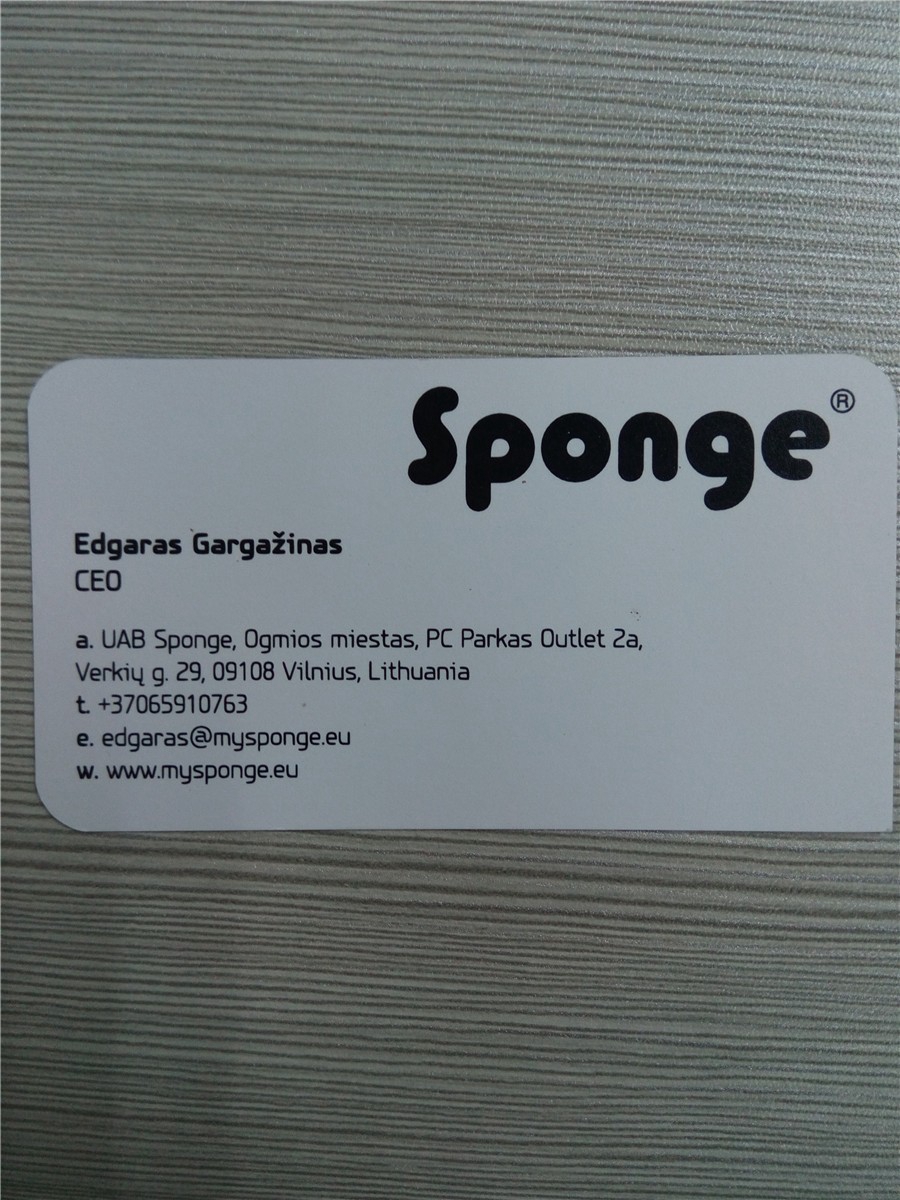 Sponge®
Edgaras Gargažinas
CEO
a. UAB Sponge, Ogmios miestas, PC Parkas Outlet 2a,
Verkių g. 29, 09108 Vilnius, Lithuania
t. +37065910763
e. edgaras@mysponge.eu
w. www.mysponge.eu